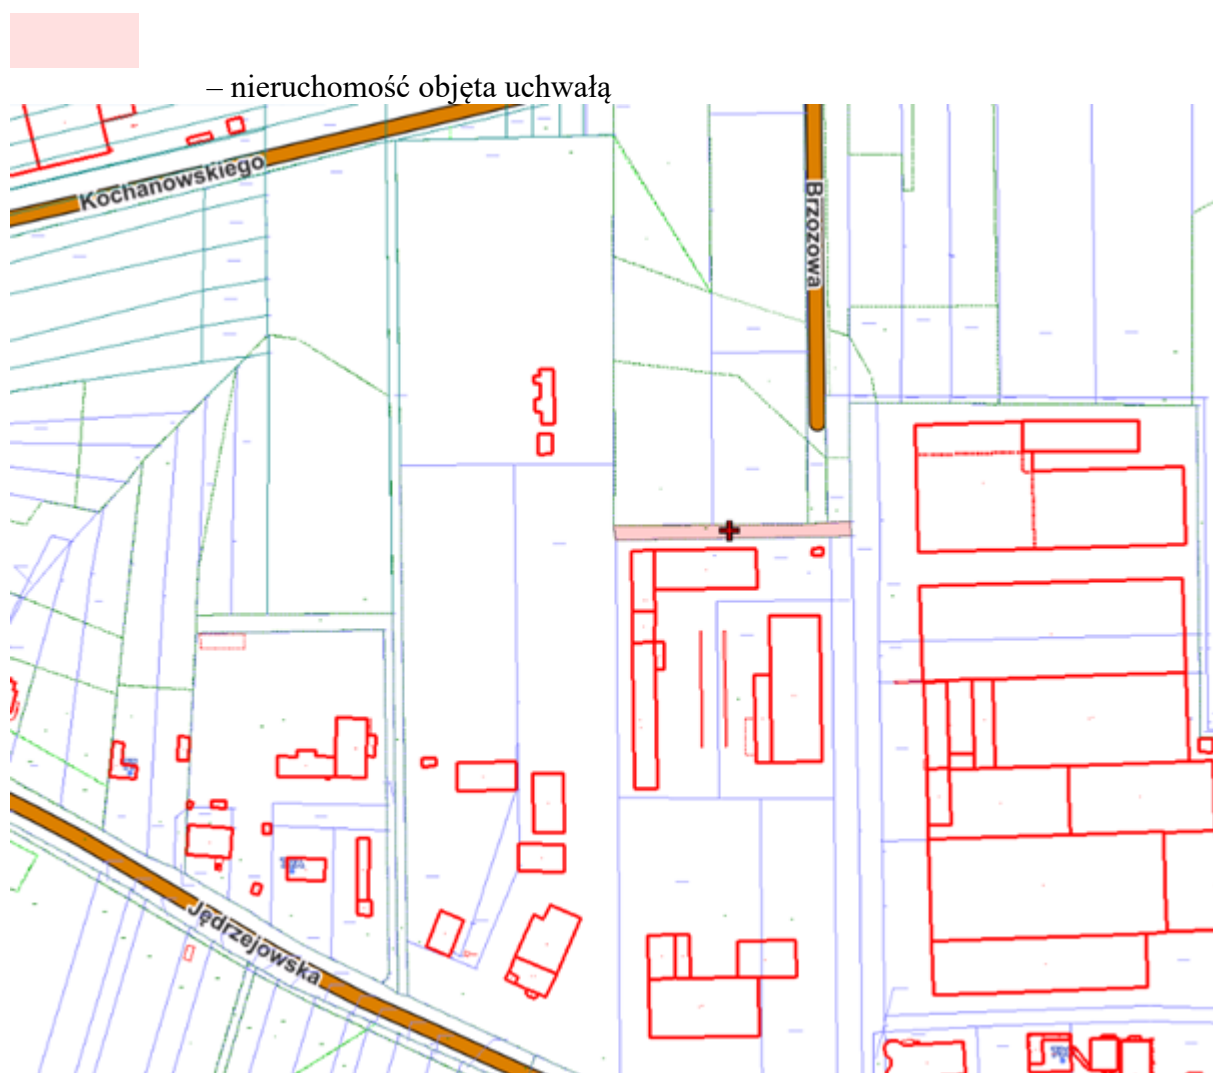 – nieruchomość objęta uchwałą
Kochanowskiego
Brzozowa
Jędrzejowska